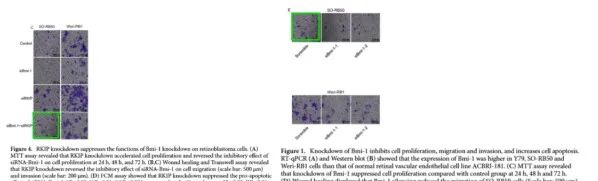 C
SO-RB50 Weri-RB1
Control
siBmi-1
siRKIP
siBmi-1+siRKIP
Figure 4. RKIP knockdown suppresses the functions of Bmi-1 knockdown on retinoblastoma cells. (A)
MTT assay revealed that RKIP knockdown accelerated cell proliferation and reversed the inhibitory effect of
siRNA-Bmi-1 on cell proliferation at 24 h, 48 h, and 72 h. (B,C) Wound healing and Transwell assay revealed
that RKIP knockdown reversed the inhibitory effect of siRNA-Bmi-1 on cell migration (scale bar: 500 μm)
and invasion (scale bar: 200 μm). (D) FCM assay showed that RKIP knockdown suppressed the pro-apoptotic
E
SO-RB50
Scramble siBmi-1-1 siBmi-1-2
Weri-RB1
Scramble siBmi-1-1 siBmi-1-2
Figure 1. Knockdown of Bmi-1 inhibits cell proliferation, migration and invasion, and increases cell apoptosis.
RT-qPCR (A) and Western blot (B) showed that the expression of Bmi-1 was higher in Y79, SO-RB50 and
Weri-RB1 cells than that of normal retinal vascular endothelial cell line ACBRI-181. (C) MTT assay revealed
that knockdown of Bmi-1 suppressed cell proliferation compared with control group at 24 h, 48 h and 72 h.